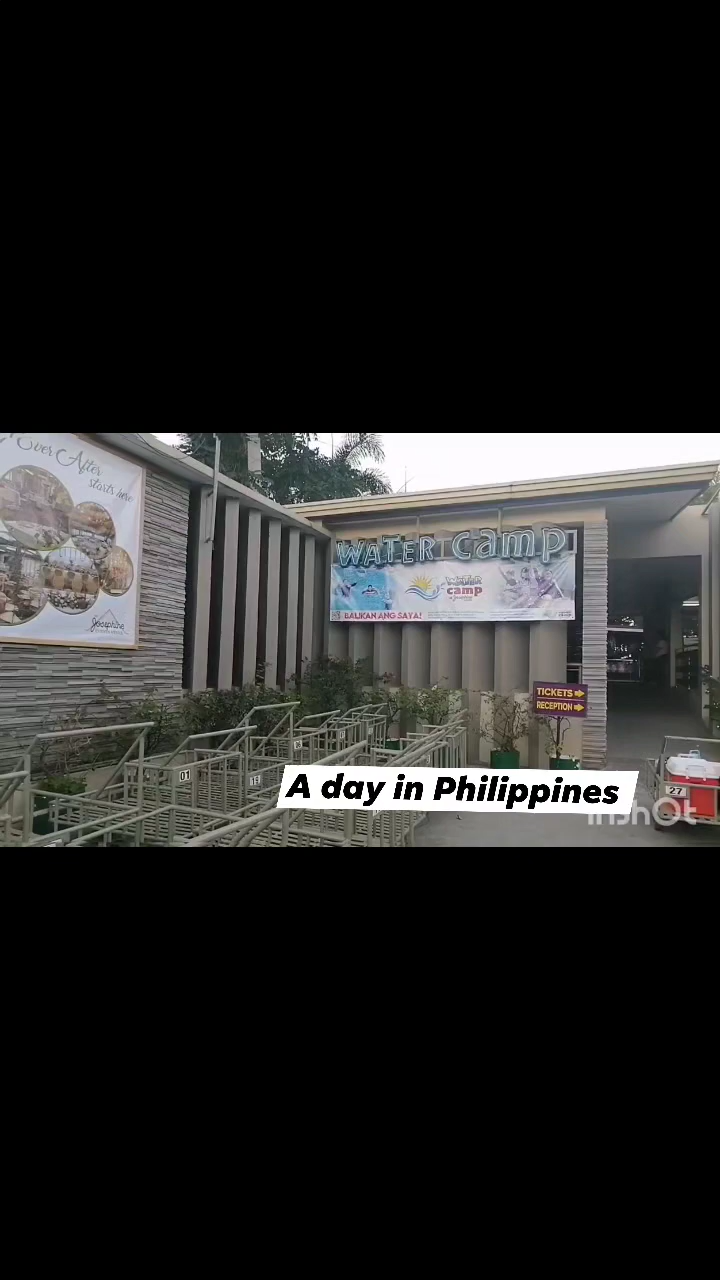 Ever After
starts here
Josephine
WATER camp
WATER
camp
BALIKAN ANG SAYA!
TICKETS
RECEPTION
01
15
27
A day in Philippines
InShOt